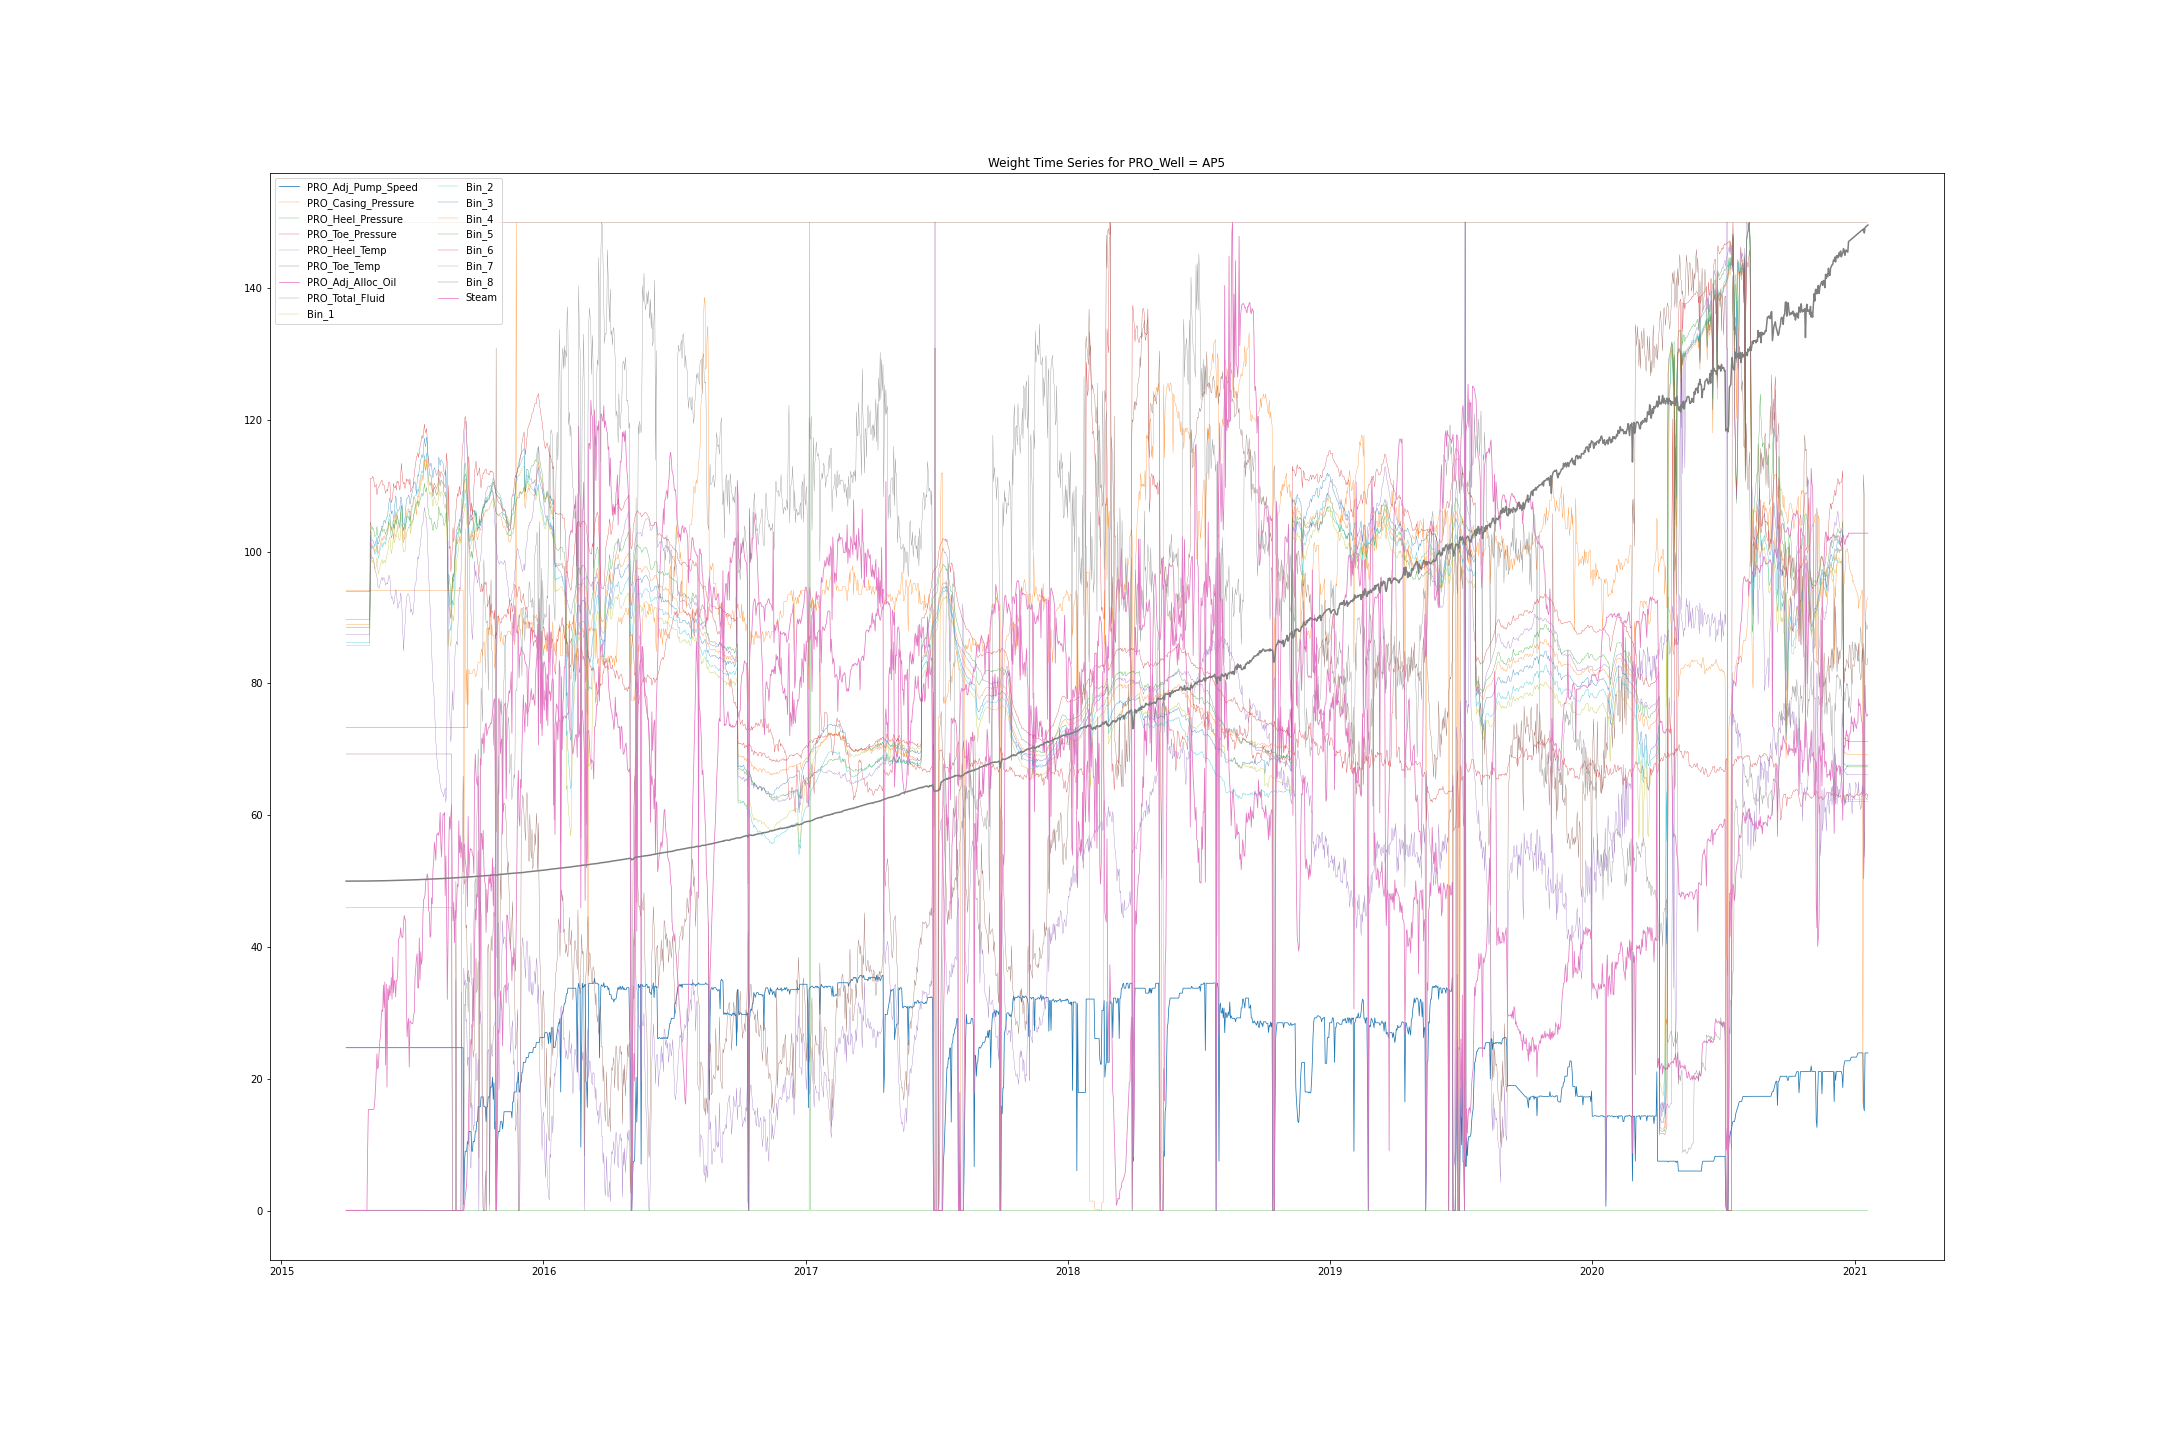 Weight Time Series for PRO_Well = AP5
PRO_Adj_Pump_Speed
PRO_Casing_Pressure
PRO_Heel_Pressure
PRO_Toe_Pressure
PRO_Heel_Temp
PRO_Toe_Temp
PRO_Adj_Alloc_Oil
PRO_Total_Fluid
Bin_1
Bin_2
Bin_3
Bin_4
Bin_5
Bin_6
Bin_7
Bin_8
Steam
140
120
100
80
60
40
20
0
2015 2016 2017 2018 2019 2020 2021